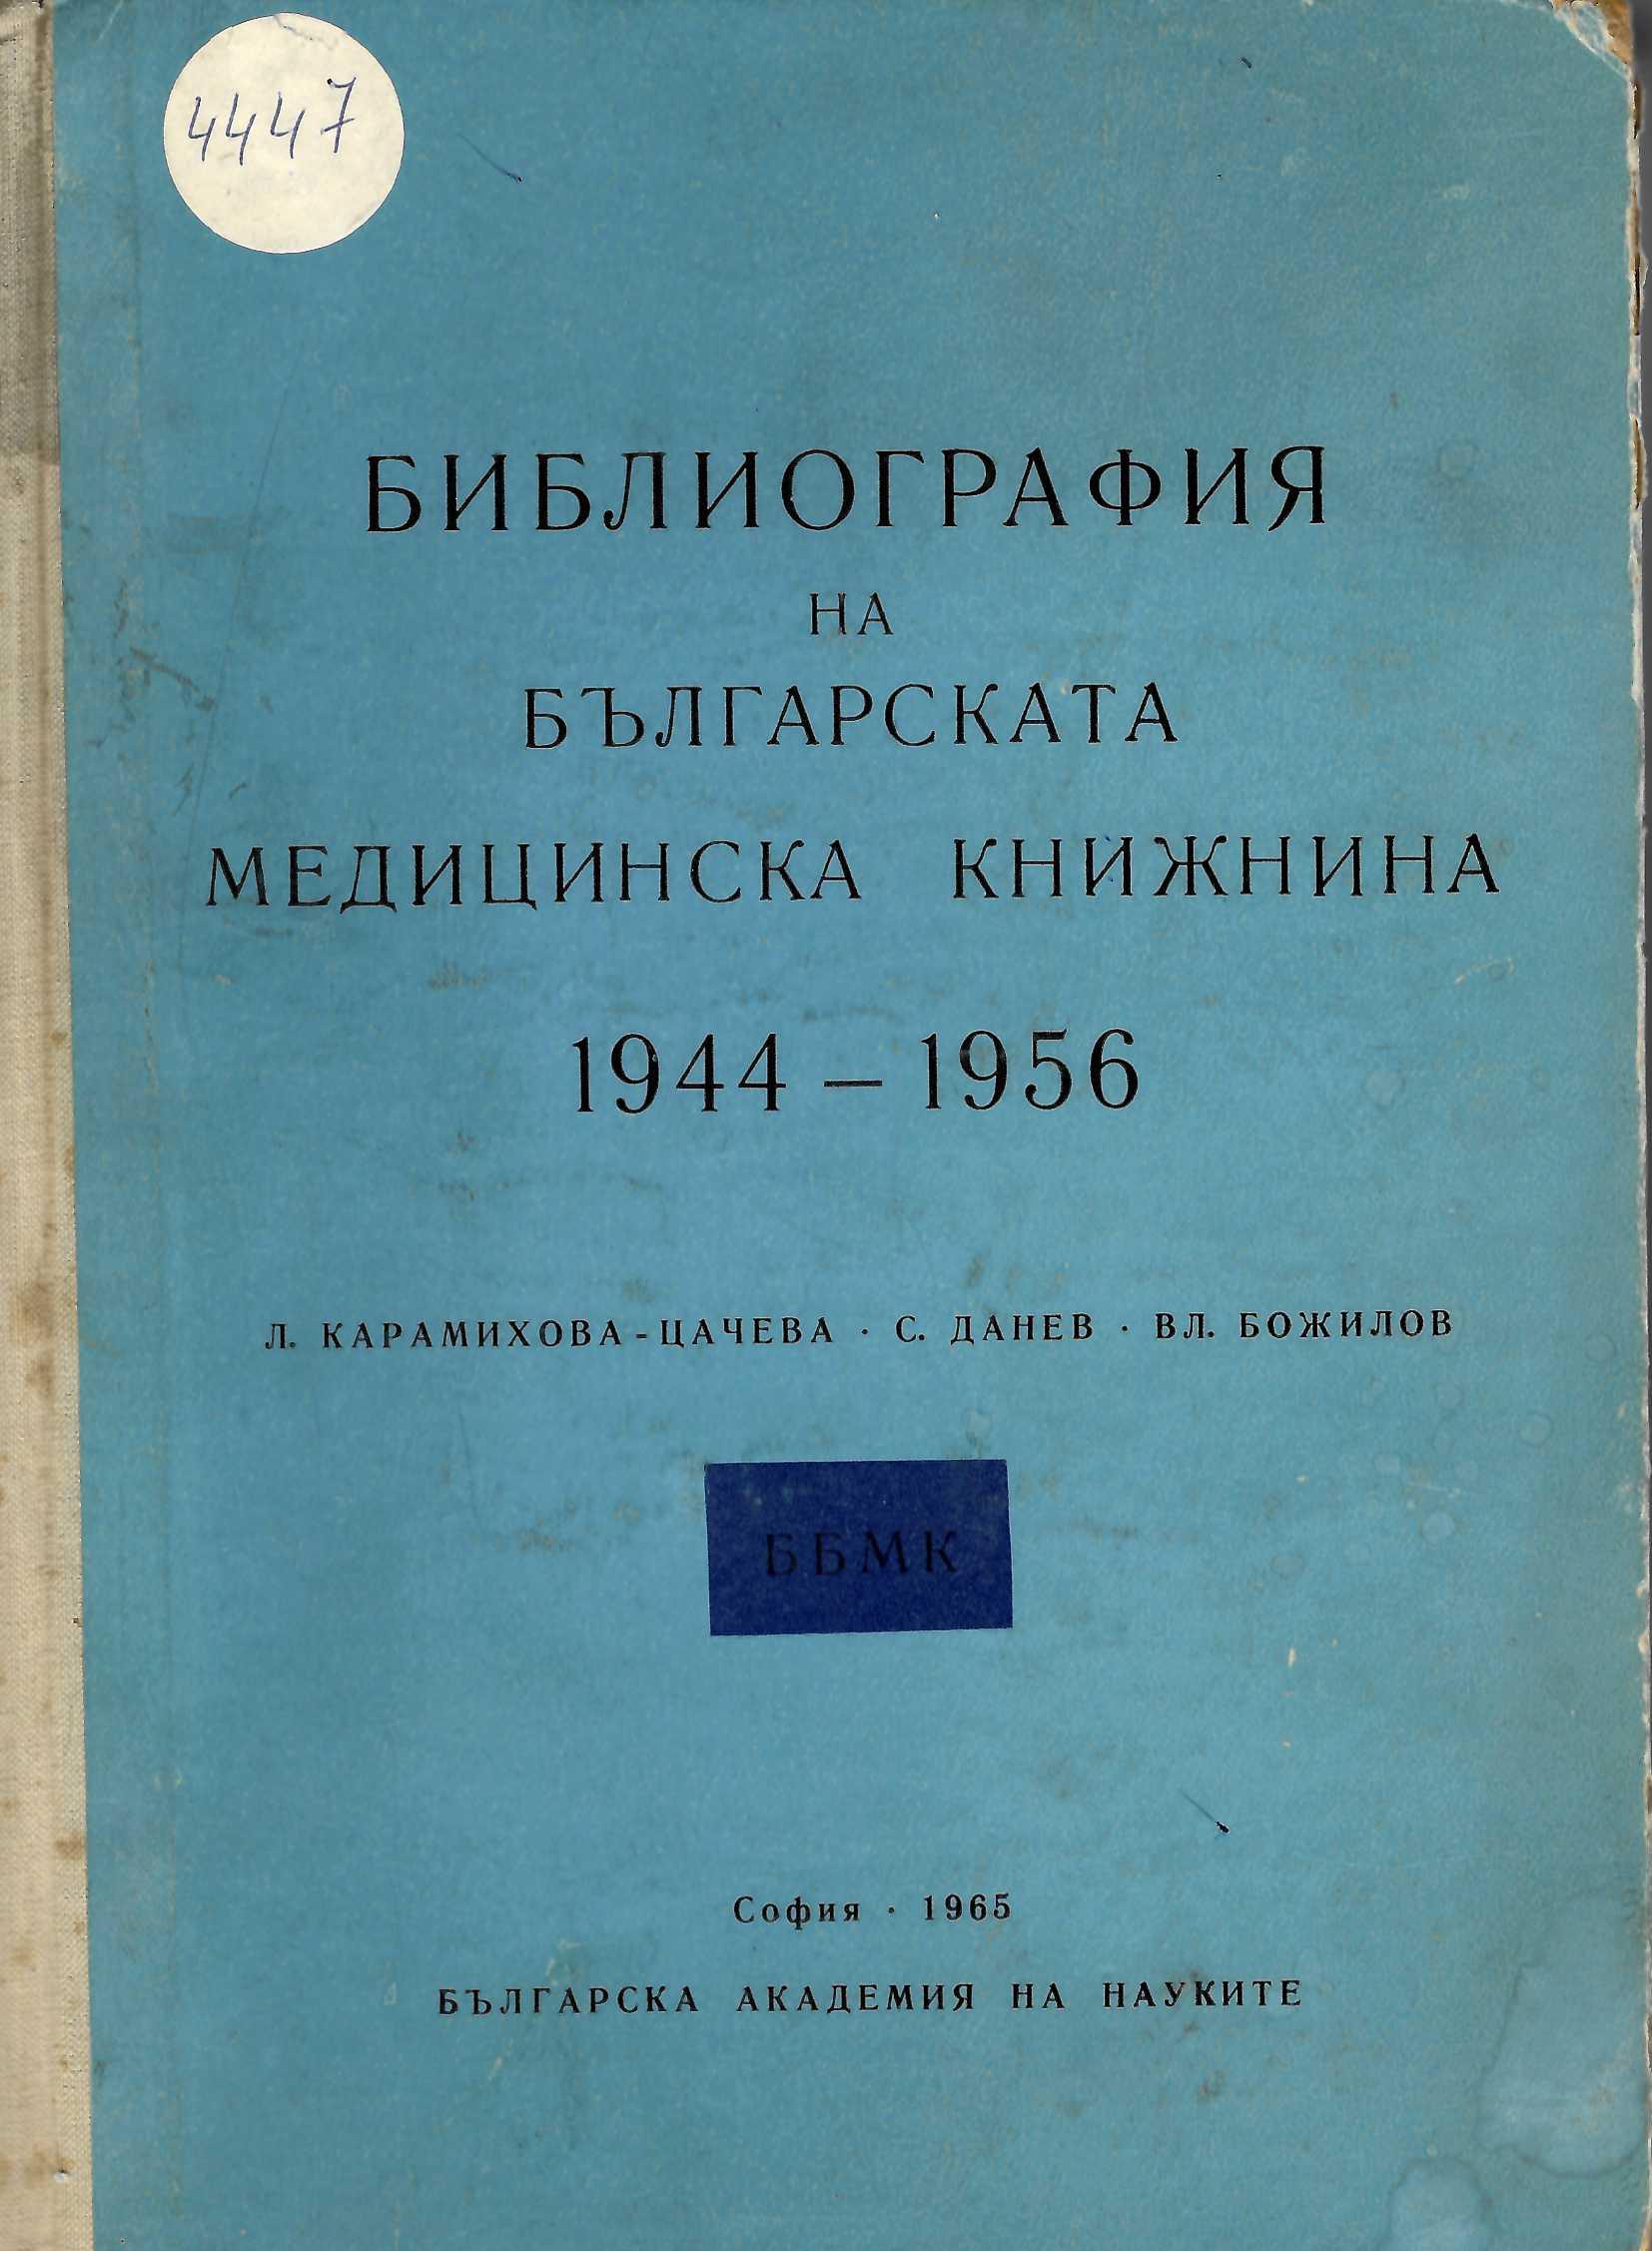 4447
БИБЛИОГРАФИЯ
НА
БЪЛГАРСКАТА
МЕДИЦИНСКА КНИЖНИНА
1944 – 1956
Л. КАРАМИХОВА-ЦАЧЕВА · С. ДАНЕВ · ВЛ. БОЖИЛОВ
ББМК
София · 1965
БЪЛГАРСКА АКАДЕМИЯ НА НАУКИТЕ